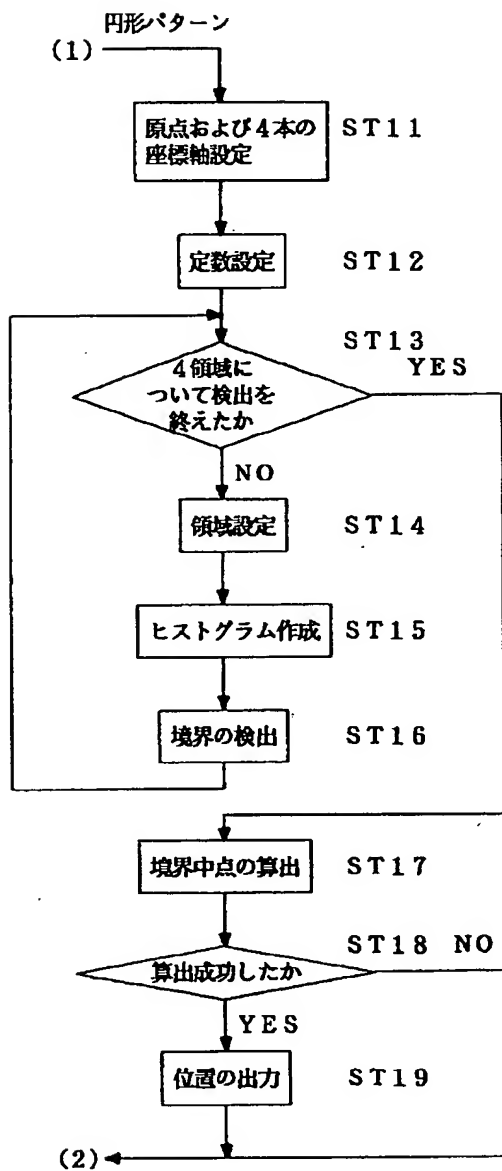 円形パターン
(1)
原点および4本の
座標軸設定
ST11
定数設定
ST12
ST13
4領域に
ついて検出を
終えたか
YES
NO
領域設定
ST14
ヒストグラム作成
ST15
境界の検出
ST16
境界中点の算出
ST17
ST18 NO
算出成功したか
YES
位置の出力
ST19
(2)